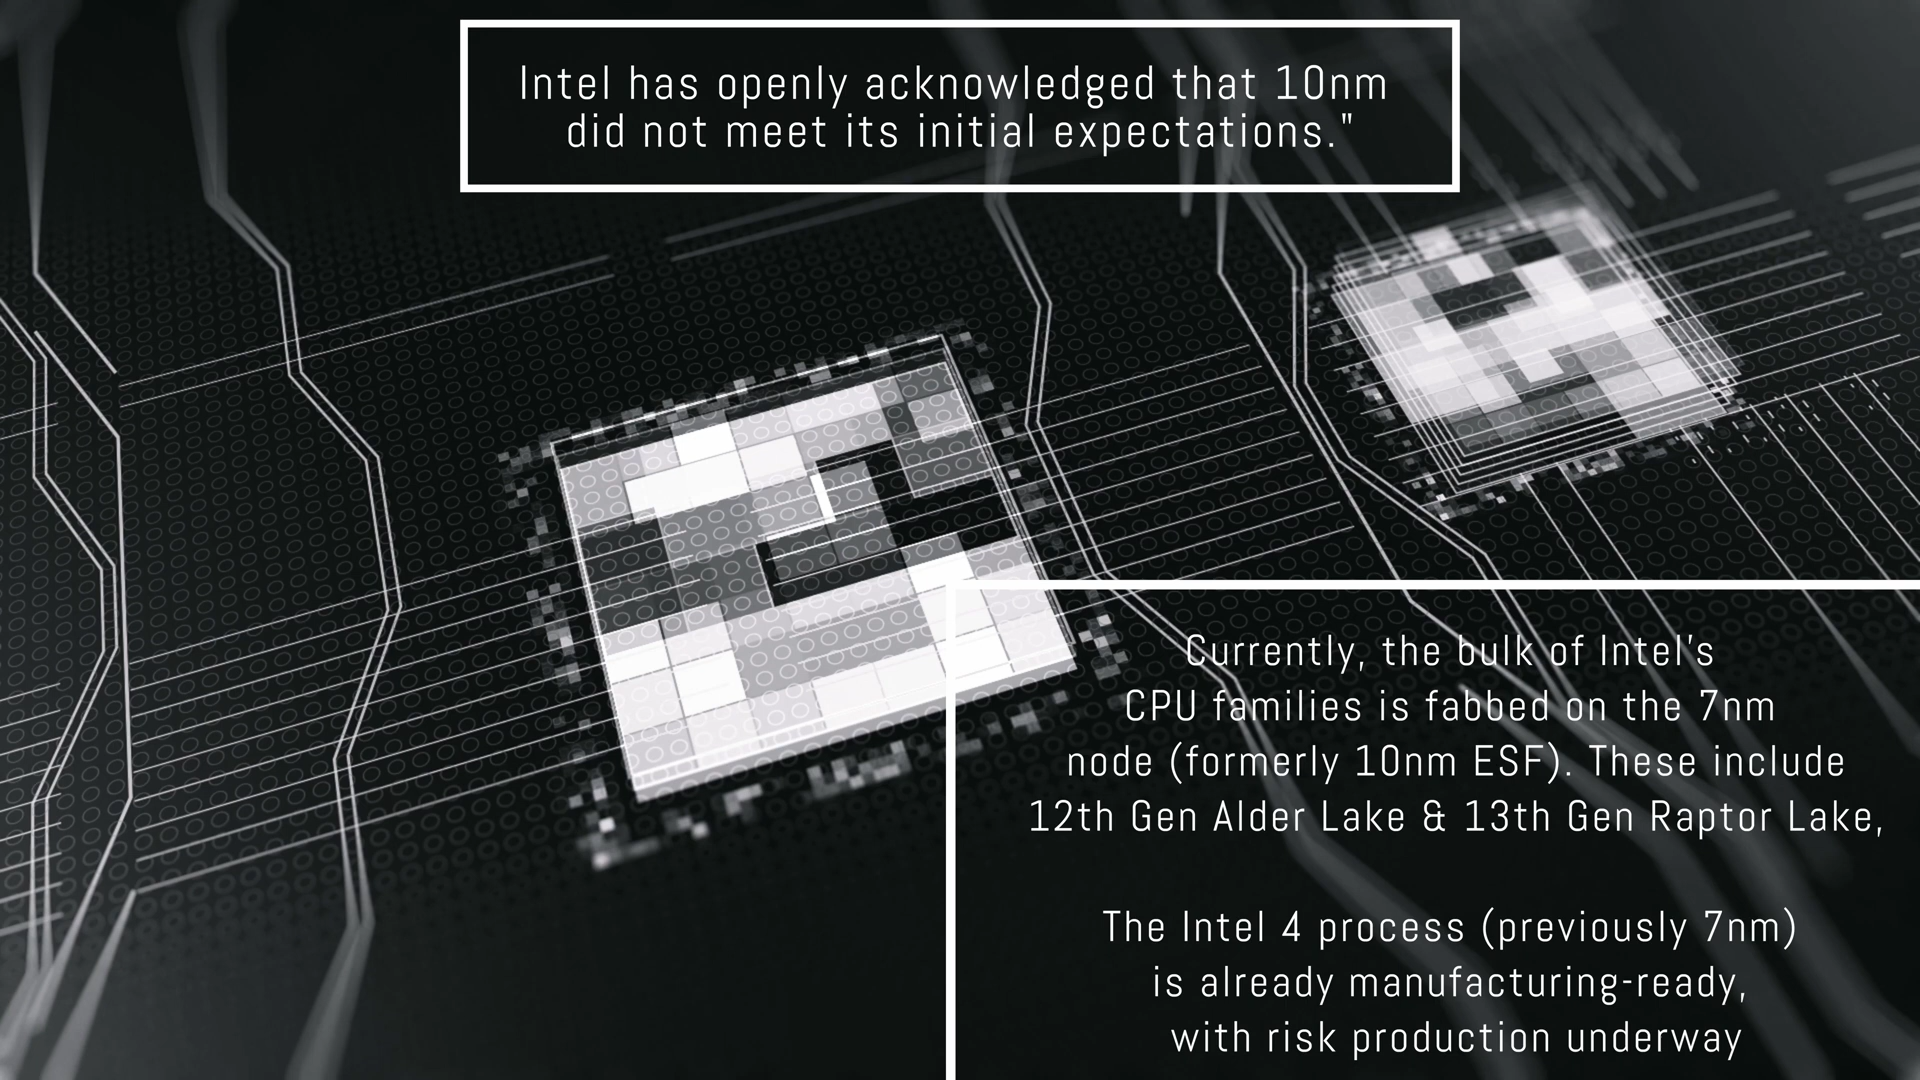 Intel has openly acknowledged that 10nm
did not meet its initial expectations."
Currently, the bulk of Intel's
CPU families is fabbed on the 7nm
node (formerly 10nm ESF). These include
12th Gen Alder Lake & 13th Gen Raptor Lake,
The Intel 4 process (previously 7nm)
is already manufacturing-ready,
with risk production underway